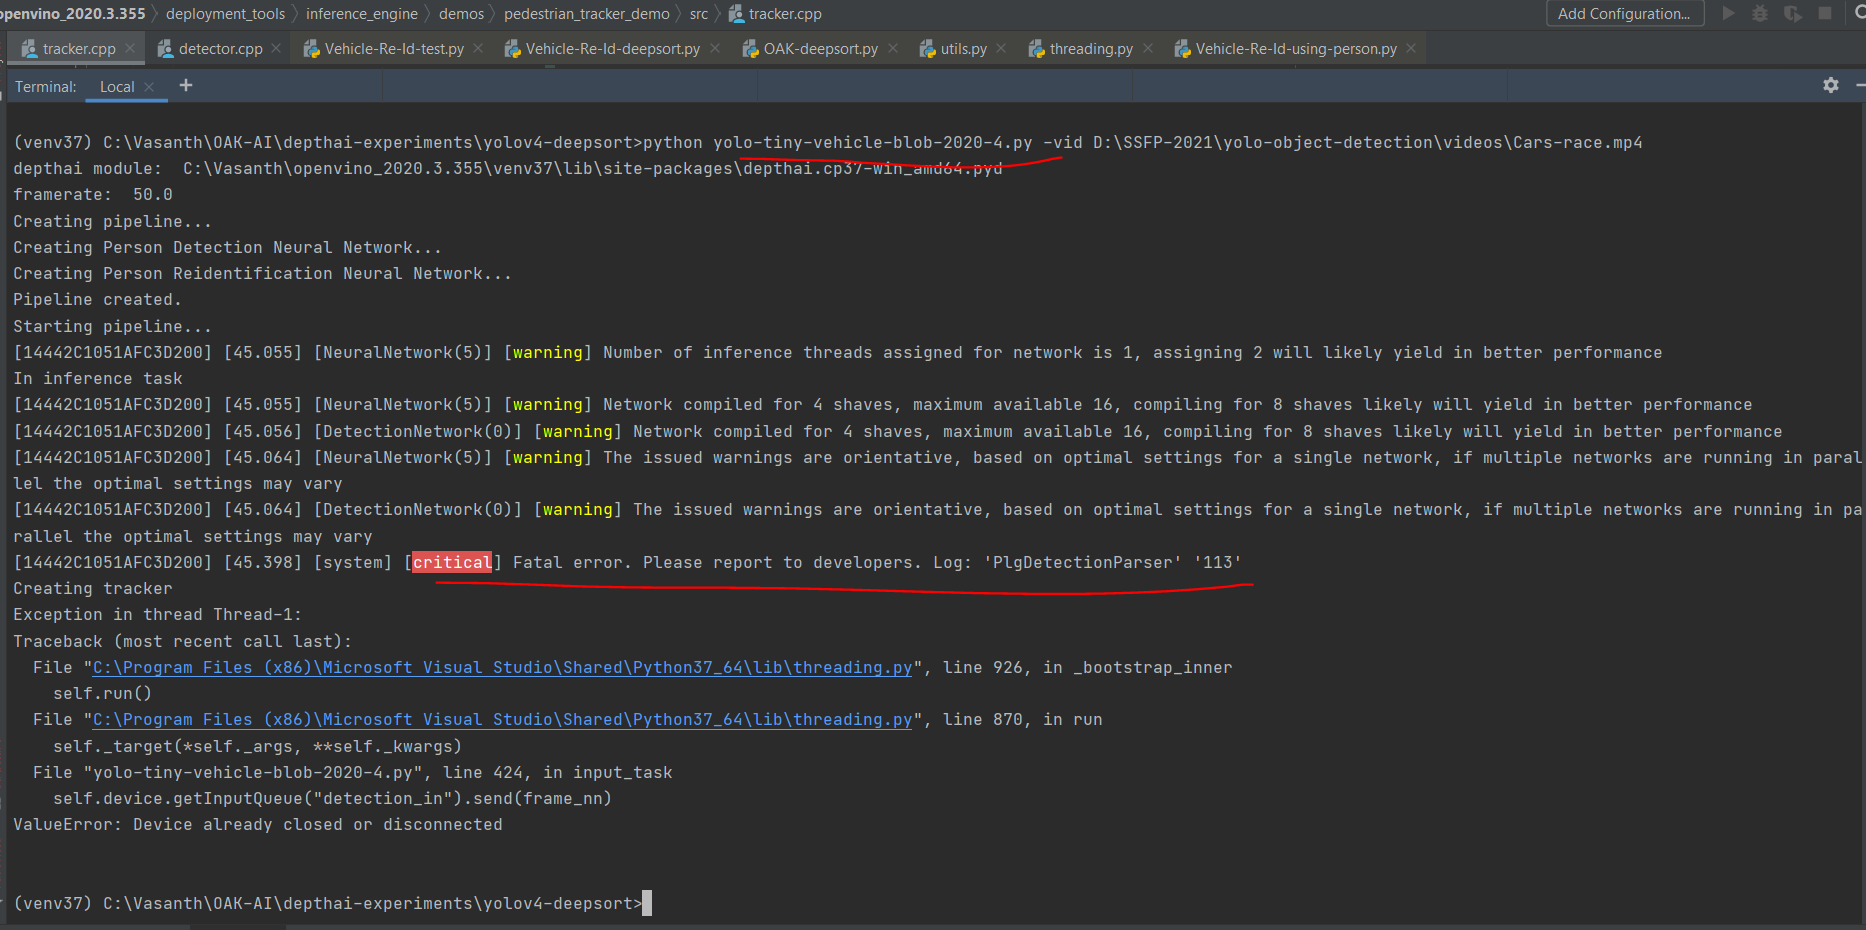 openvino_2020.3.355 deployment_tools inference_engine demos pedestrian_tracker_demo src tracker.cpp Add Configuration...
tracker.cpp detector.cpp Vehicle-Re-Id-test.py Vehicle-Re-Id-deepsort.py OAK-deepsort.py utils.py threading.py Vehicle-Re-Id-using-person.py
Terminal: Local
(venv37) C:\Vasanth\OAK-AI\depthai-experiments\yolov4-deepsort>python yolo-tiny-vehicle-blob-2020-4.py -vid D:\SSFP-2021\yolo-object-detection\videos\Cars-race.mp4
depthai module:  C:\Vasanth\openvino_2020.3.355\venv37\lib\site-packages\depthai.cp37-win_amd64.pyd
framerate:  50.0
Creating pipeline...
Creating Person Detection Neural Network...
Creating Person Reidentification Neural Network...
Pipeline created.
Starting pipeline...
[14442C1051AFC3D200] [45.055] [NeuralNetwork(5)] [warning] Number of inference threads assigned for network is 1, assigning 2 will likely yield in better performance
In inference task
[14442C1051AFC3D200] [45.055] [NeuralNetwork(5)] [warning] Network compiled for 4 shaves, maximum available 16, compiling for 8 shaves likely will yield in better performance
[14442C1051AFC3D200] [45.056] [DetectionNetwork(0)] [warning] Network compiled for 4 shaves, maximum available 16, compiling for 8 shaves likely will yield in better performance
[14442C1051AFC3D200] [45.064] [NeuralNetwork(5)] [warning] The issued warnings are orientative, based on optimal settings for a single network, if multiple networks are running in paral
lel the optimal settings may vary
[14442C1051AFC3D200] [45.064] [DetectionNetwork(0)] [warning] The issued warnings are orientative, based on optimal settings for a single network, if multiple networks are running in pa
rallel the optimal settings may vary
[14442C1051AFC3D200] [45.398] [system] [critical] Fatal error. Please report to developers. Log: 'PlgDetectionParser' '113'
Creating tracker
Exception in thread Thread-1:
Traceback (most recent call last):
  File "C:\Program Files (x86)\Microsoft Visual Studio\Shared\Python37_64\lib\threading.py", line 926, in _bootstrap_inner
    self.run()
  File "C:\Program Files (x86)\Microsoft Visual Studio\Shared\Python37_64\lib\threading.py", line 870, in run
    self._target(*self._args, **self._kwargs)
  File "yolo-tiny-vehicle-blob-2020-4.py", line 424, in input_task
    self.device.getInputQueue("detection_in").send(frame_nn)
ValueError: Device already closed or disconnected
(venv37) C:\Vasanth\OAK-AI\depthai-experiments\yolov4-deepsort>